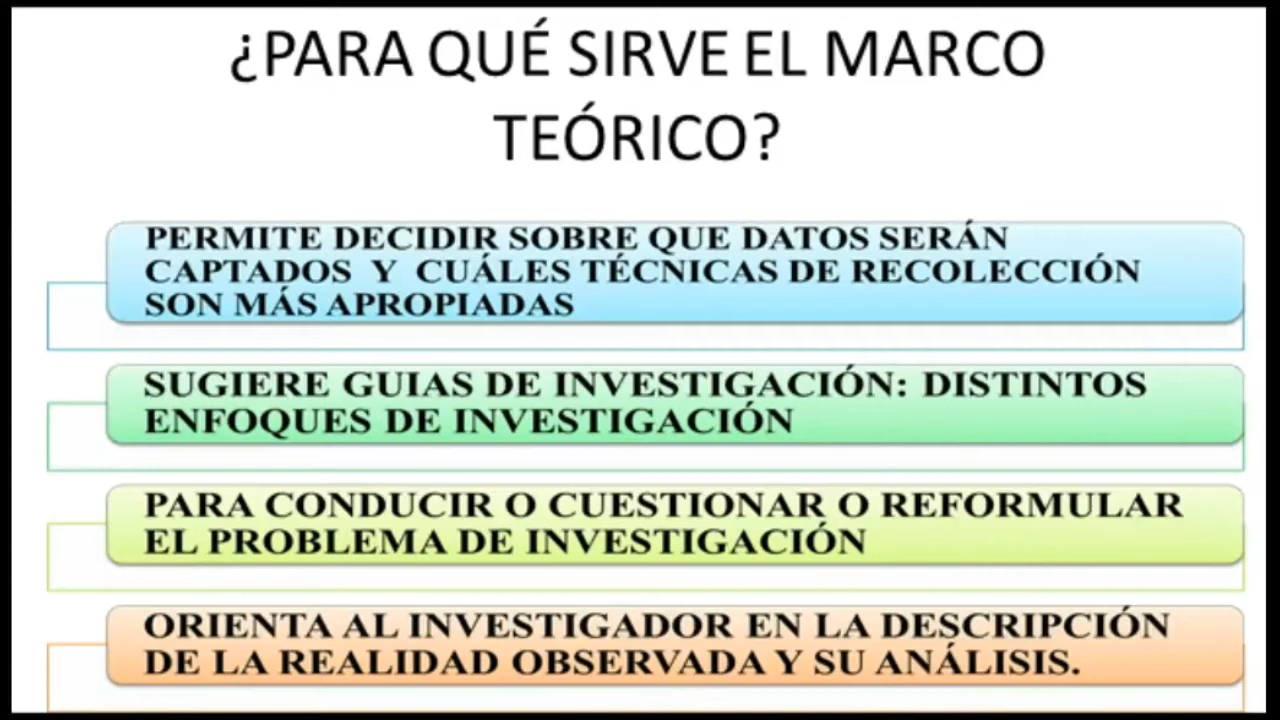 ¿PARA QUÉ SIRVE EL MARCO
TEÓRICO?
PERMITE DECIDIR SOBRE QUE DATOS SERÁN
CAPTADOS Y CUÁLES TÉCNICAS DE RECOLECCIÓN
SON MÁS APROPIADAS
SUGIERE GUIAS DE INVESTIGACIÓN: DISTINTOS
ENFOQUES DE INVESTIGACIÓN
PARA CONDUCIR O CUESTIONAR O REFORMULAR
EL PROBLEMA DE INVESTIGACIÓN
ORIENTA AL INVESTIGADOR EN LA DESCRIPCIÓN
DE LA REALIDAD OBSERVADA Y SU ANÁLISIS.